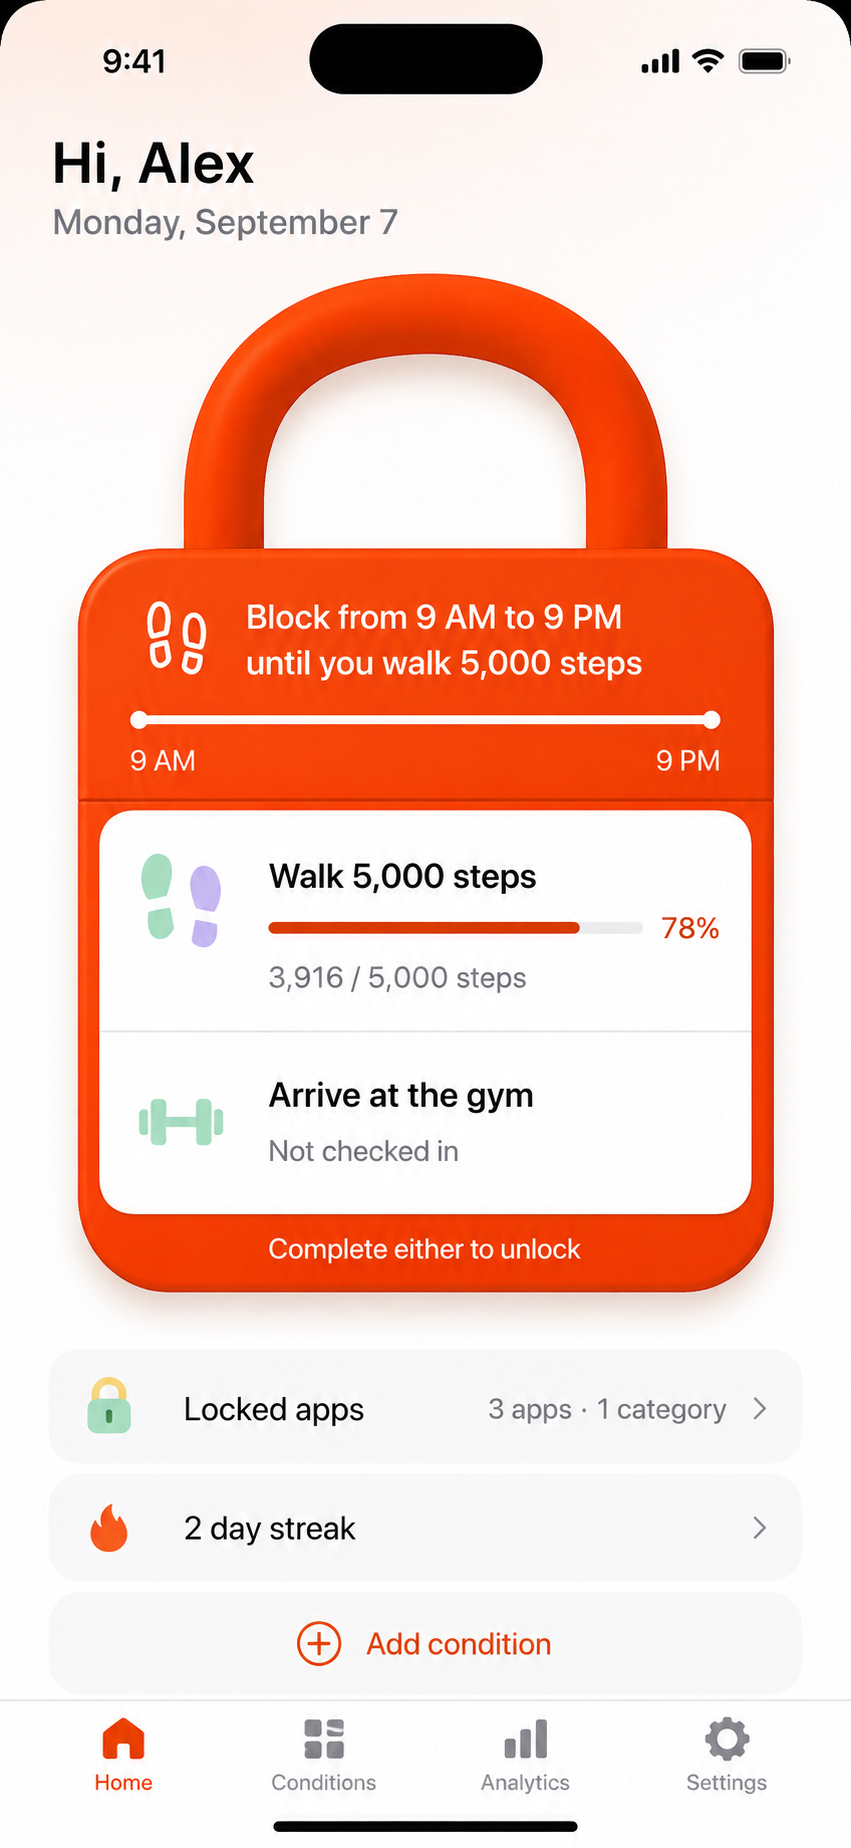 9:41
Hi, Alex
Monday, September 7
Block from 9 AM to 9 PM
until you walk 5,000 steps
9 AM
9 PM
Walk 5,000 steps
78%
3,916 / 5,000 steps
Arrive at the gym
Not checked in
Complete either to unlock
Locked apps
3 apps · 1 category
2 day streak
Add condition
Home
Conditions
Analytics
Settings